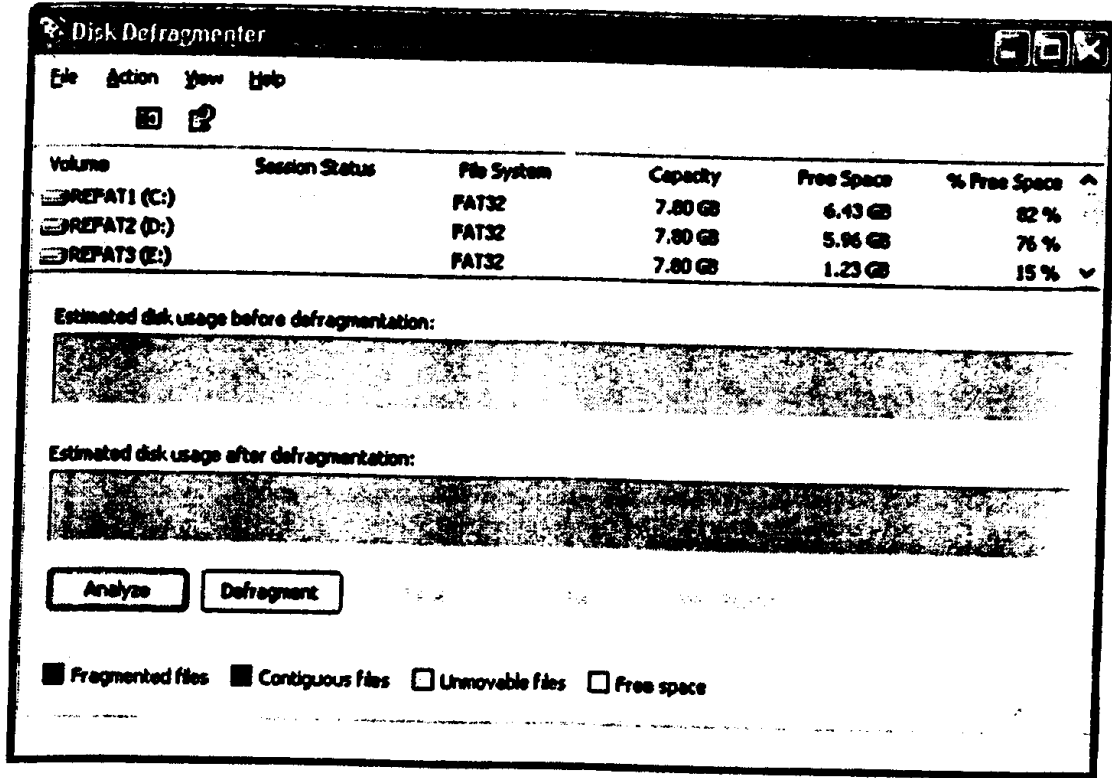 Disk Defragmenter
File Action View Help
Volume Session Status File System Capacity Free Space % Free Space
REFAT1 (C:) FAT32 7.80 GB 6.43 GB 82 %
REFAT2 (D:) FAT32 7.80 GB 5.96 GB 76 %
REFAT3 (E:) FAT32 7.80 GB 1.23 GB 15 %
Estimated disk usage before defragmentation:
Estimated disk usage after defragmentation:
Analyze Defragment
Fragmented files Contiguous files Unmovable files Free space